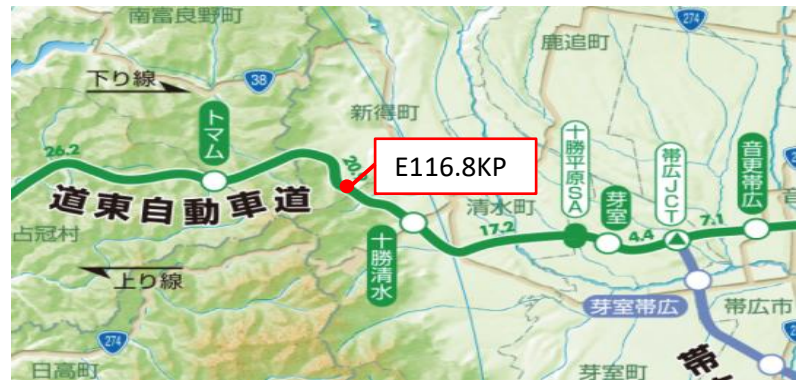 南富良野町
274
鹿追町
下り線
38
新得町
トマム
26.2
E116.8KP
十勝平原SA
芽室
帯広JCT
音更帯広
清水町
17.2
4.4
7.1
道東自動車道
占冠村
十勝清水
上り線
芽室帯広
帯広市
274
日高町
芽室町
帯